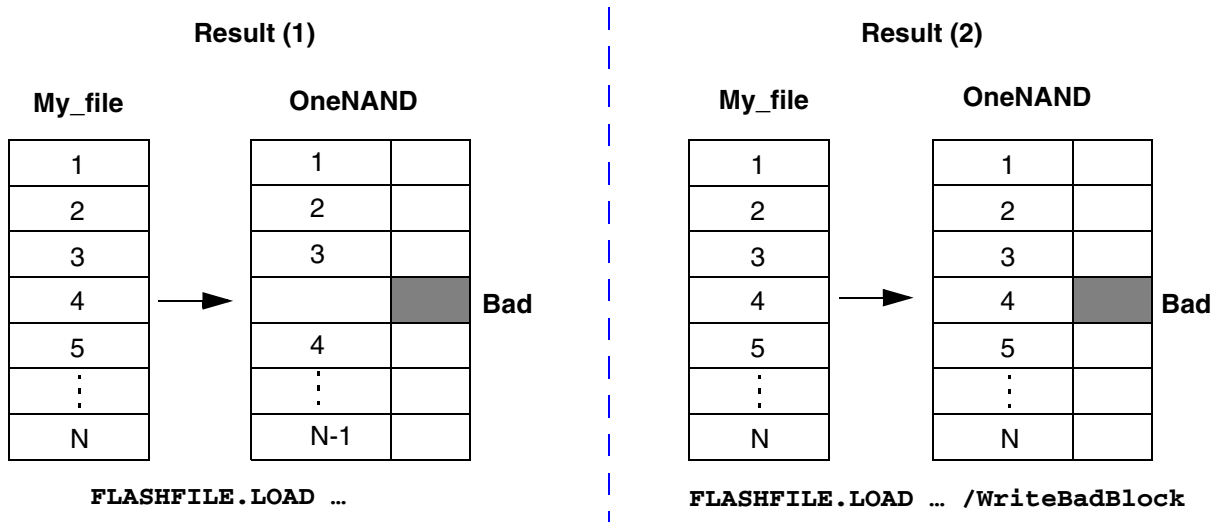 Result (1)
My_file
OneNAND
1
2
3
4
5
N
1
2
3
4
N-1
Bad
FLASHFILE.LOAD …
Result (2)
My_file
OneNAND
1
2
3
4
5
N
1
2
3
4
5
N
Bad
FLASHFILE.LOAD … /WriteBadBlock